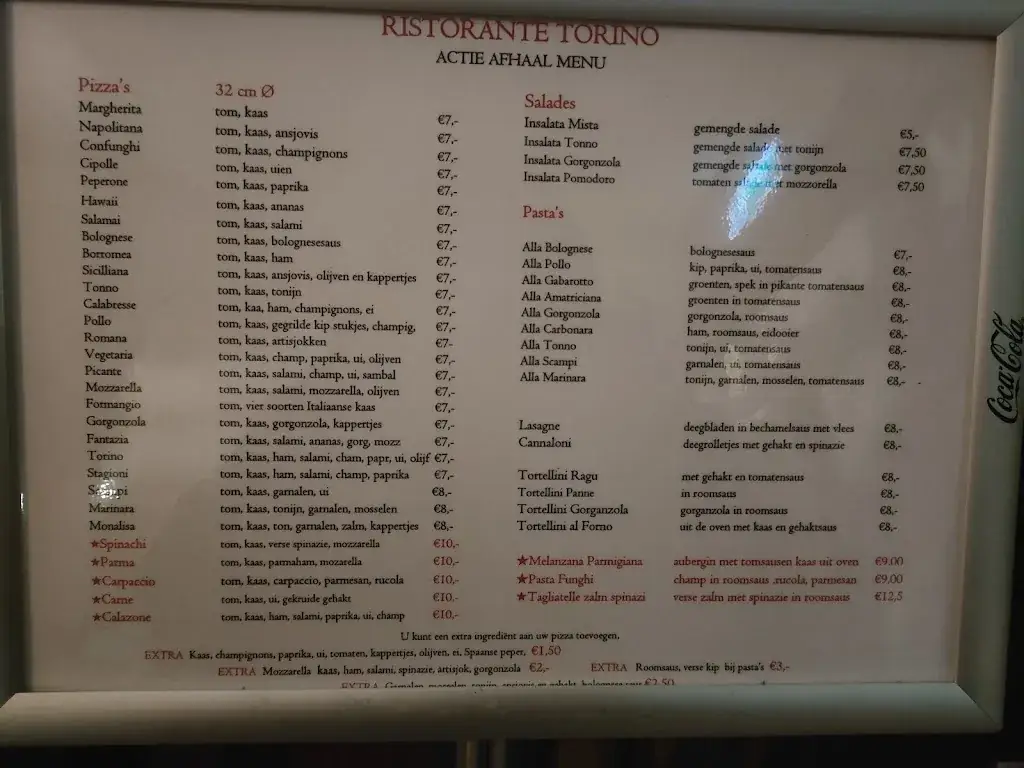 RISTORANTE TORINO
ACTIE AFHAAL MENU
Pizza's 32 cm Ø
Margherita tom, kaas €7,-
Napolitana tom, kaas, ansjovis €7,-
Confunghi tom, kaas, champignons €7,-
Cipolle tom, kaas, uien €7,-
Peperone tom, kaas, paprika €7,-
Hawaii tom, kaas, ananas €7,-
Salamai tom, kaas, salami €7,-
Bolognese tom, kaas, bolognesesaus €7,-
Borromea tom, kaas, ham €7,-
Sicilliana tom, kaas, ansjovis, olijven en kappertjes €7,-
Tonno tom, kaas, tonijn €7,-
Calabresse tom, kaa, ham, champignons, ei €7,-
Pollo tom, kaas, gegrilde kip stukjes, champig, €7,-
Romana tom, kaas, artisjokken €7-
Vegetaria tom, kaas, champ, paprika, ui, olijven €7,-
Picante tom, kaas, salami, champ, ui, sambal €7,-
Mozzarella tom, kaas, salami, mozzarella, olijven €7,-
Formangio tom, vier soorten Italiaanse kaas €7,-
Gorgonzola tom, kaas, gorgonzola, kappertjes €7,-
Fantazia tom, kaas, salami, ananas, gorg, mozz €7,-
Torino tom, kaas, ham, salami, cham, papr, ui, olijf €7,-
Stagioni tom, kaas, ham, salami, champ, paprika €7,-
Scampi tom, kaas, garnalen, ui €8,-
Marinara tom, kaas, tonijn, garnalen, mosselen €8,-
Monalisa tom, kaas, ton, garnalen, zalm, kappertjes €8,-
★Spinachi tom, kaas, verse spinazie, mozzarella €10,-
★Parma tom, kaas, parmaham, mozarella €10,-
★Carpaccio tom, kaas, carpaccio, parmesan, rucola €10,-
★Carne tom, kaas, ui, gekruide gehakt €10,-
★Calazone tom, kaas, ham, salami, paprika, ui, champ €10,-
Salades
Insalata Mista gemengde salade €5,-
Insalata Tonno gemengde salade met tonijn €7,50
Insalata Gorgonzola gemengde salade met gorgonzola €7,50
Insalata Pomodoro tomaten salade met mozzorella €7,50
Pasta's
Alla Bolognese bolognesesaus €7,-
Alla Pollo kip, paprika, ui, tomatensaus €8,-
Alla Gabarotto groenten, spek in pikante tomatensaus €8,-
Alla Amatriciana groenten in tomatensaus €8,-
Alla Gorgonzola gorgonzola, roomsaus €8,-
Alla Carbonara ham, roomsaus, eidooier €8,-
Alla Tonno tonijn, ui, tomatensaus €8,-
Alla Scampi garnalen, ui, tomatensaus €8,-
Alla Marinara tonijn, garnalen, mosselen, tomatensaus €8,-
Lasagne deegbladen in bechamelsaus met vlees €8,-
Cannaloni deegrolletjes met gehakt en spinazie €8,-
Tortellini Ragu met gehakt en tomatensaus €8,-
Tortellini Panne in roomsaus €8,-
Tortellini Gorganzola gorganzola in roomsaus €8,-
Tortellini al Forno uit de oven met kaas en gehaktsaus €8,-
★Melanzana Parmigiana aubergin met tomsausen kaas uit oven €9,00
★Pasta Funghi champ in roomsaus ,rucola, parmesan €9,00
★Tagliatelle zalm spinazi verse zalm met spinazie in roomsaus €12,5
U kunt een extra ingrediënt aan uw pizza toevoegen,
EXTRA Kaas, champignons, paprika, ui, tomaten, kappertjes, olijven, ei, Spaanse peper, €1,50
EXTRA Mozzarella kaas, ham, salami, spinazie, artisjok, gorgonzola €2,- EXTRA Roomsaus, verse kip bij pasta's €3,-
EXTRA Garnalen, mosselen, tonijn, ansjovis en gehakt, bolognese saus €2,50
Coca-Cola